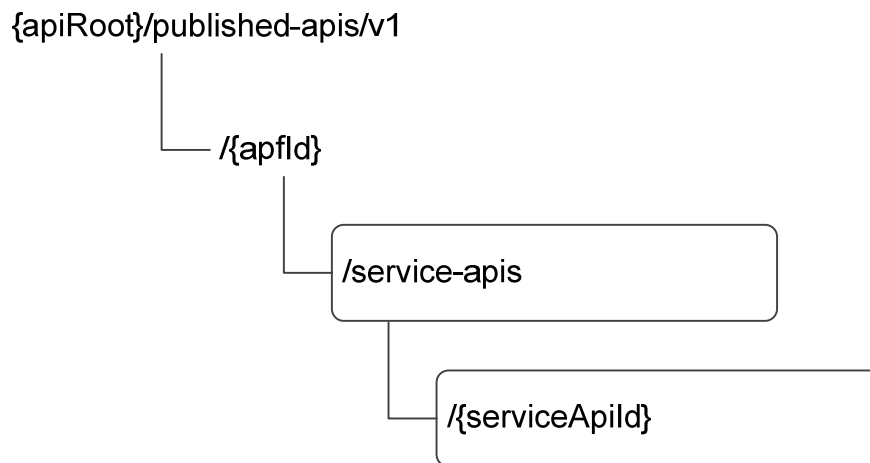 {apiRoot}/published-apis/v1
/{apfId}
/service-apis
/{serviceApiId}